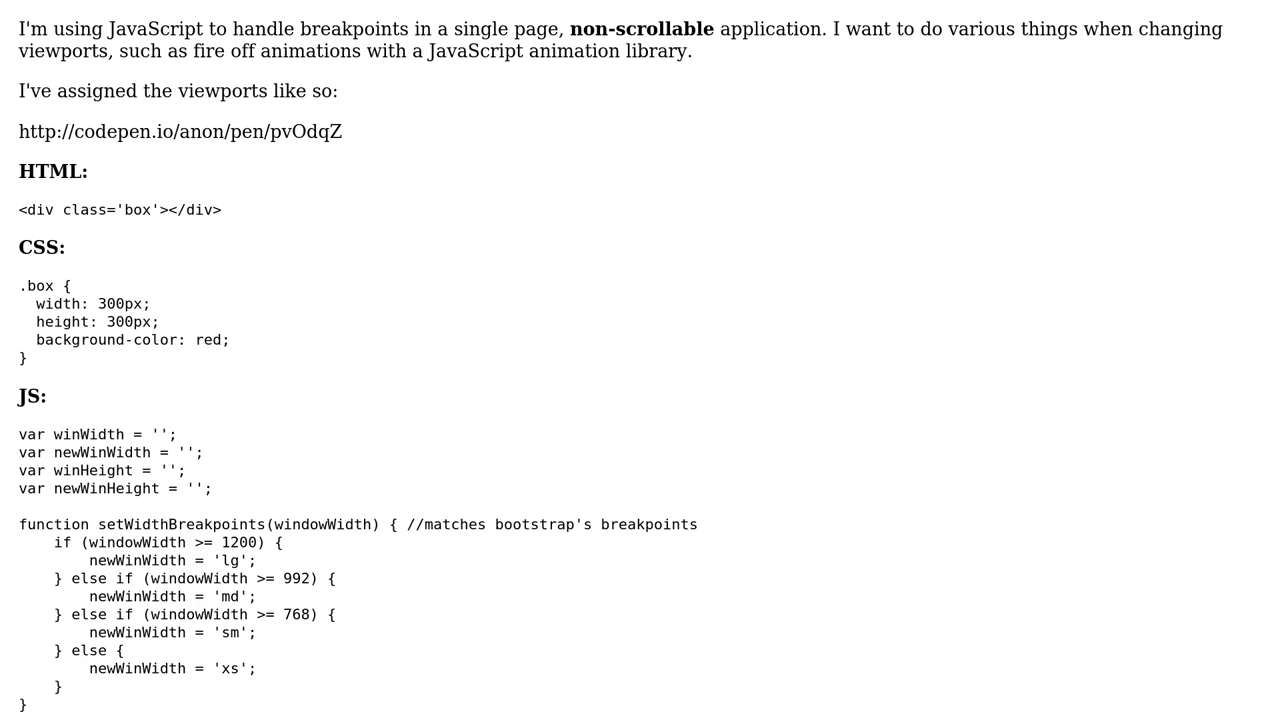 I'm using JavaScript to handle breakpoints in a single page, non-scrollable application. I want to do various things when changing
viewports, such as fire off animations with a JavaScript animation library.
I've assigned the viewports like so:
http://codepen.io/anon/pen/pvOdqZ
HTML:
<div class='box'></div>
CSS:
.box {
  width: 300px;
  height: 300px;
  background-color: red;
}
JS:
var winWidth = '';
var newWinWidth = '';
var winHeight = '';
var newWinHeight = '';
function setWidthBreakpoints(windowWidth) { //matches bootstrap's breakpoints
    if (windowWidth >= 1200) {
        newWinWidth = 'lg';
    } else if (windowWidth >= 992) {
        newWinWidth = 'md';
    } else if (windowWidth >= 768) {
        newWinWidth = 'sm';
    } else {
        newWinWidth = 'xs';
    }
}